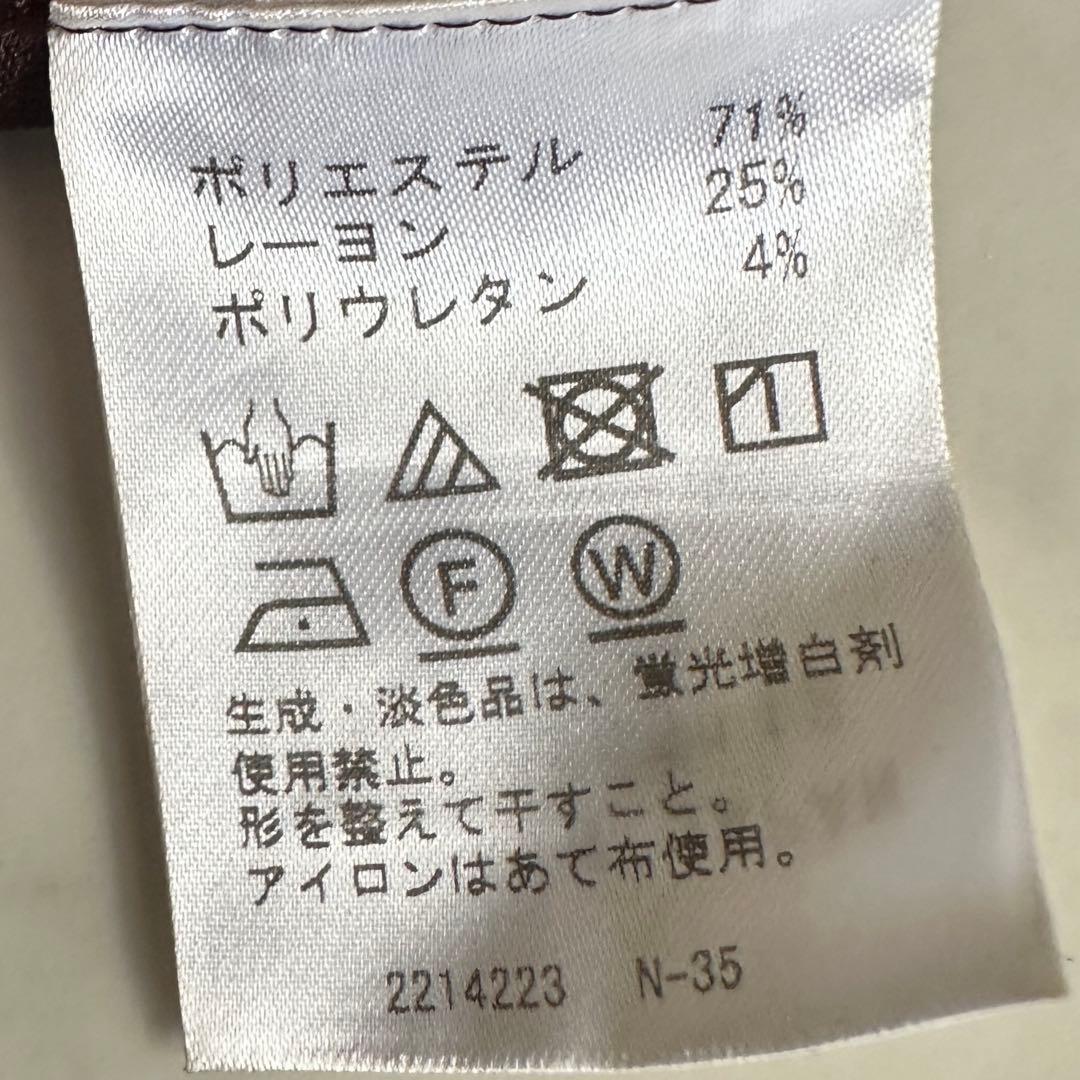 ポリエステル 71%
レーヨン 25%
ポリウレタン 4%
F W
生成・淡色品は、蛍光増白剤
使用禁止。
形を整えて干すこと。
アイロンはあて布使用。
2214223 N-35